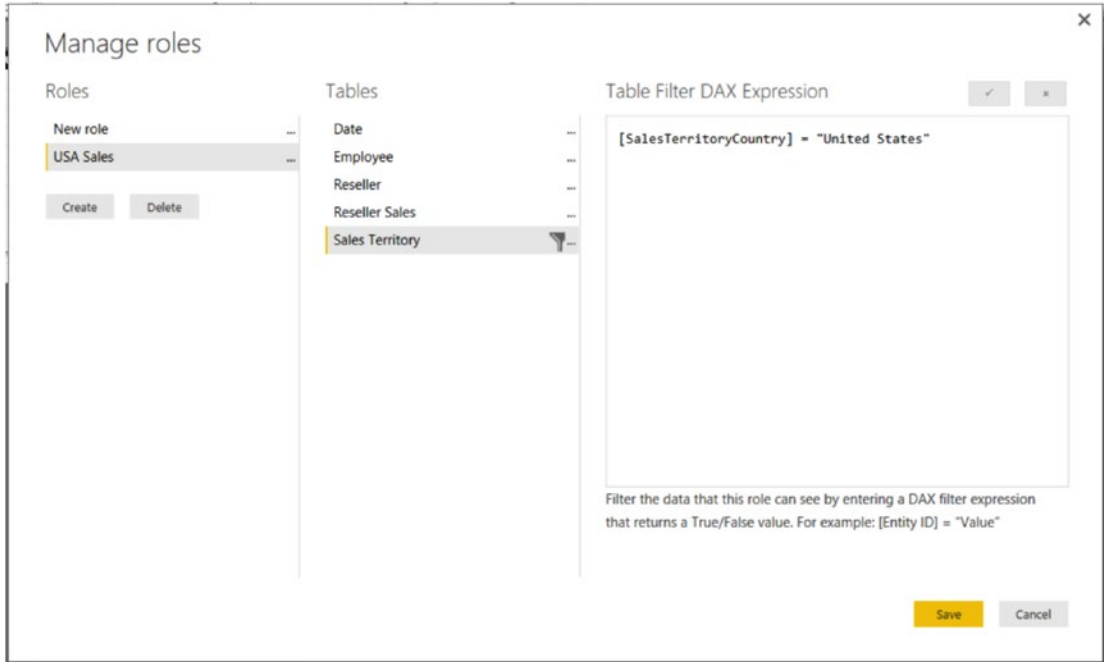 Manage roles
Roles
New role ...
USA Sales ...
Create Delete
Tables
Date ...
Employee ...
Reseller ...
Reseller Sales ...
Sales Territory ...
Table Filter DAX Expression
[SalesTerritoryCountry] = "United States"
Filter the data that this role can see by entering a DAX filter expression
that returns a True/False value. For example: [Entity ID] = "Value"
Save Cancel